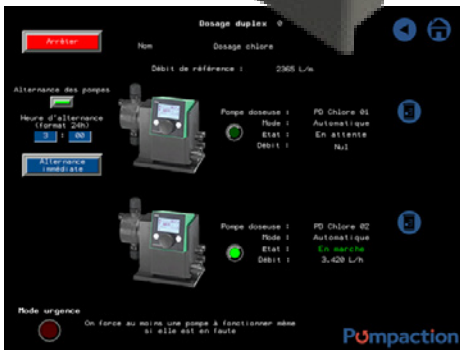 Dosage duplex 0
Arrêter
Nom Dosage chlore
Débit de référence : 2365 L/m
Alternance des pompes
Heure d'alternance
(format 24h)
3 : 00
Alternance
immédiate
Pompe doseuse : PD Chlore 01
Mode : Automatique
Etat : En attente
Débit : Nul
Pompe doseuse : PD Chlore 02
Mode : Automatique
Etat : En marche
Débit : 3.420 L/h
Mode urgence
On force au moins une pompe à fonctionner même
si elle est en faute
Pompaction